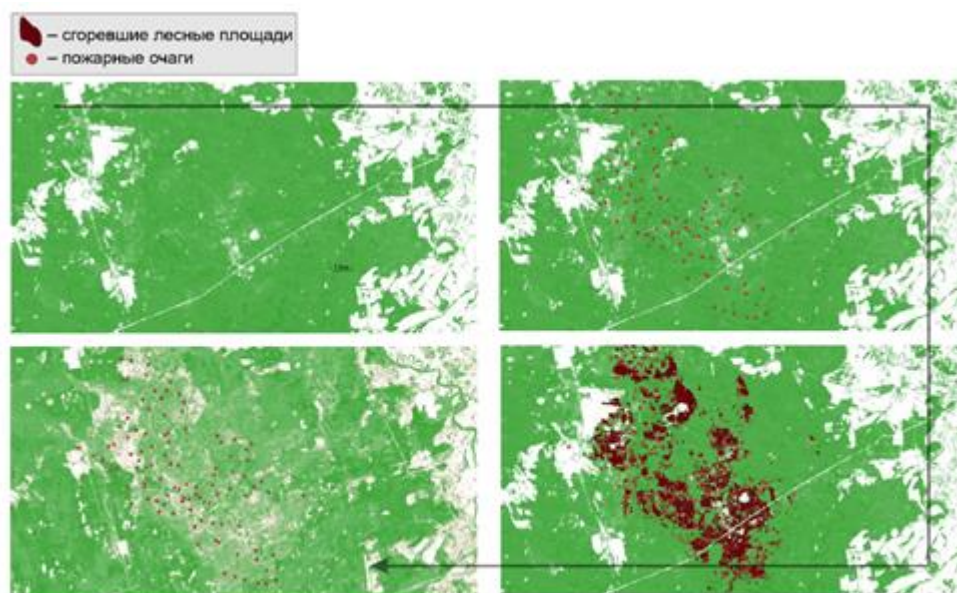 – сгоревшие лесные площади
– пожарные очаги